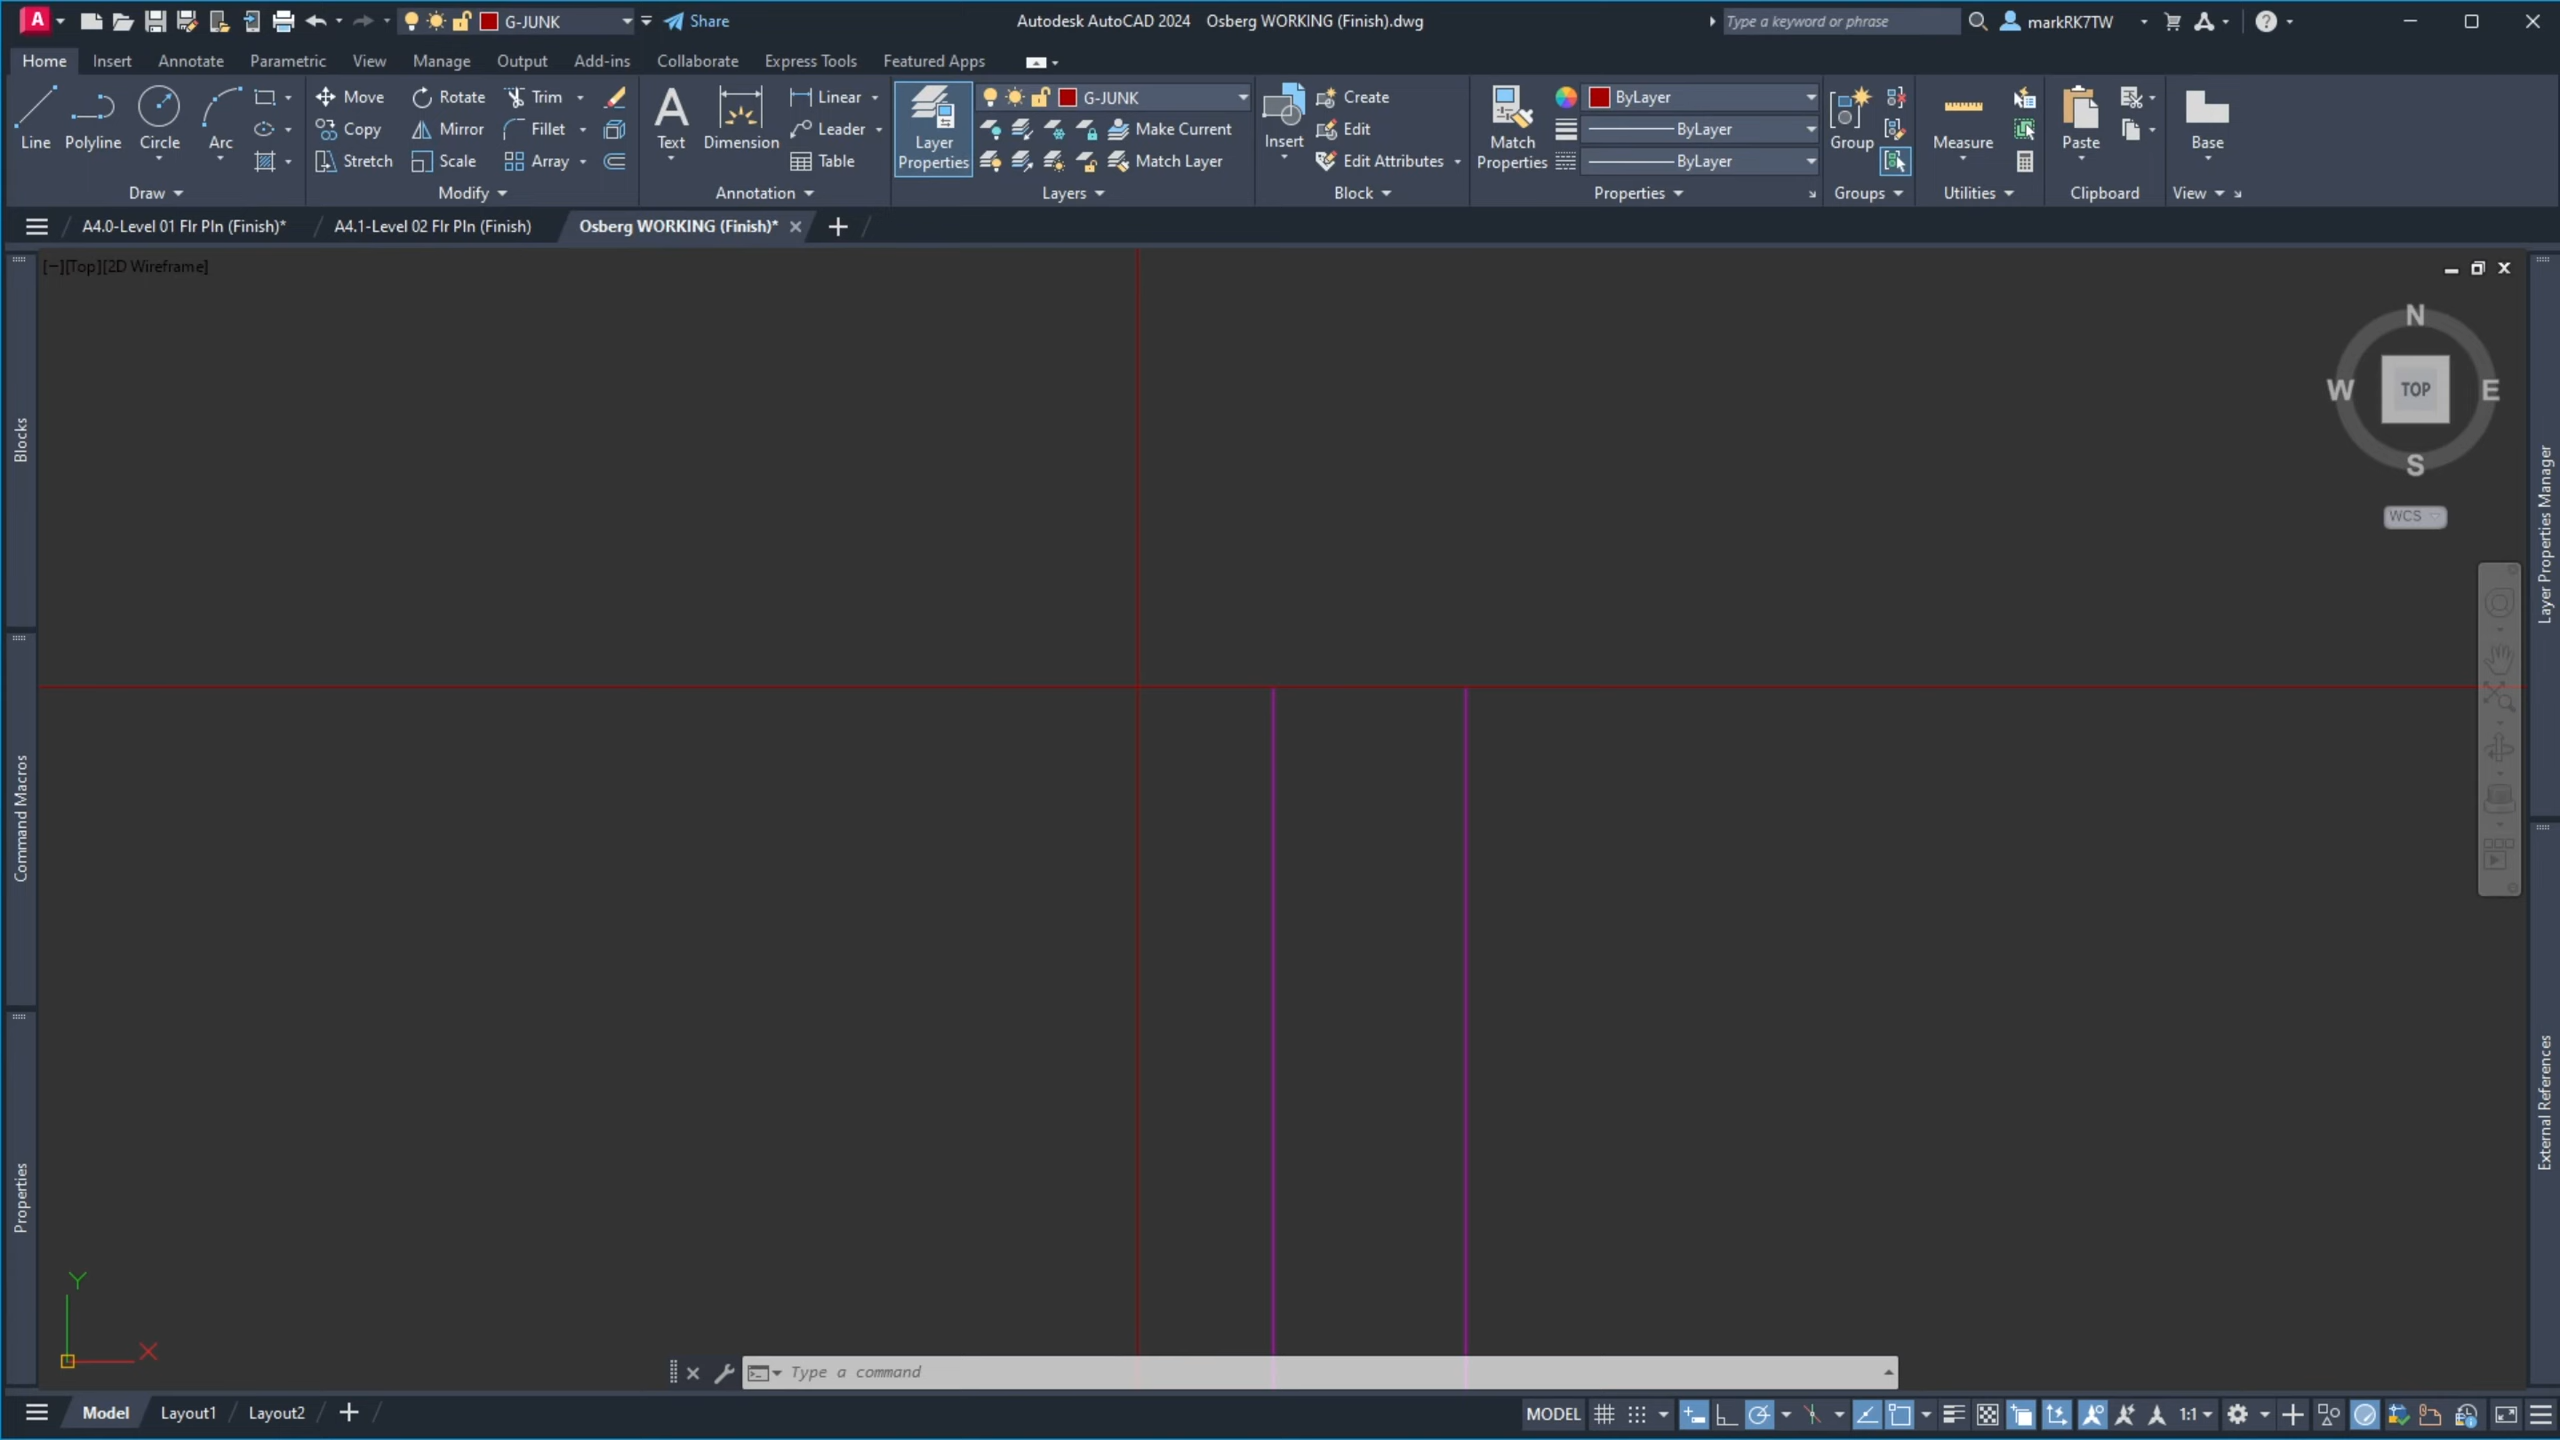 A G-JUNK Share Autodesk AutoCAD 2024 Osberg WORKING (Finish).dwg Type a keyword or phrase markRK7TW
Home Insert Annotate Parametric View Manage Output Add-ins Collaborate Express Tools Featured Apps
Line Polyline Circle Arc
Draw
Move Rotate Trim
Copy Mirror Fillet
Stretch Scale Array
Modify
Text Dimension
Linear
Leader
Table
Annotation
Layer
Properties
G-JUNK
Make Current
Match Layer
Layers
Insert
Create
Edit
Edit Attributes
Block
Match
Properties
ByLayer
ByLayer
ByLayer
Properties
Group
Groups
Measure
Utilities
Paste
Clipboard
Base
View
A4.0-Level 01 Flr Pln (Finish)* A4.1-Level 02 Flr Pln (Finish) Osberg WORKING (Finish)*
[−][Top][2D Wireframe]
N
W TOP E
S
WCS
Blocks
Command Macros
Properties
Layer Properties Manager
External References
Y
X
Type a command
Model Layout1 Layout2
MODEL 1:1